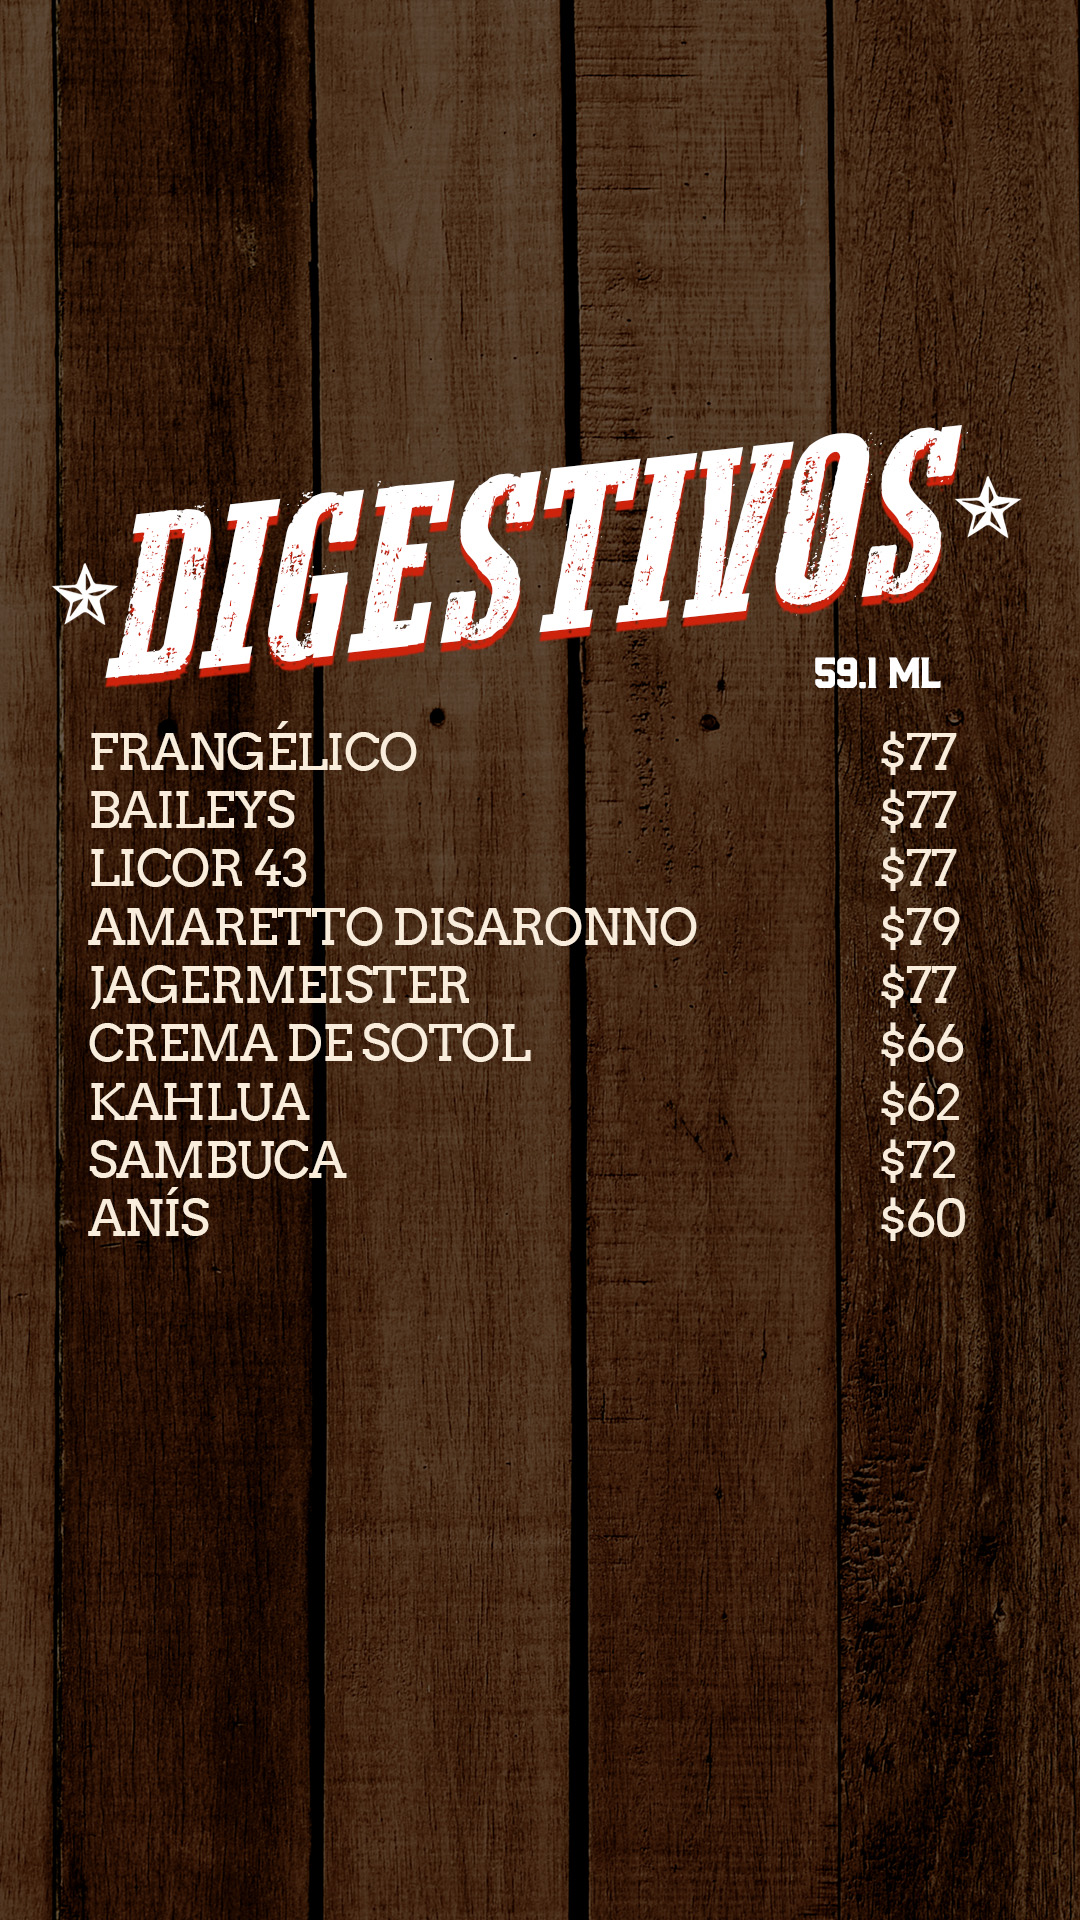 DIGESTIVOS
59.1 ML
FRANGÉLICO $77
BAILEYS $77
LICOR 43 $77
AMARETTO DISARONNO $79
JAGERMEISTER $77
CREMA DE SOTOL $66
KAHLUA $62
SAMBUCA $72
ANÍS $60